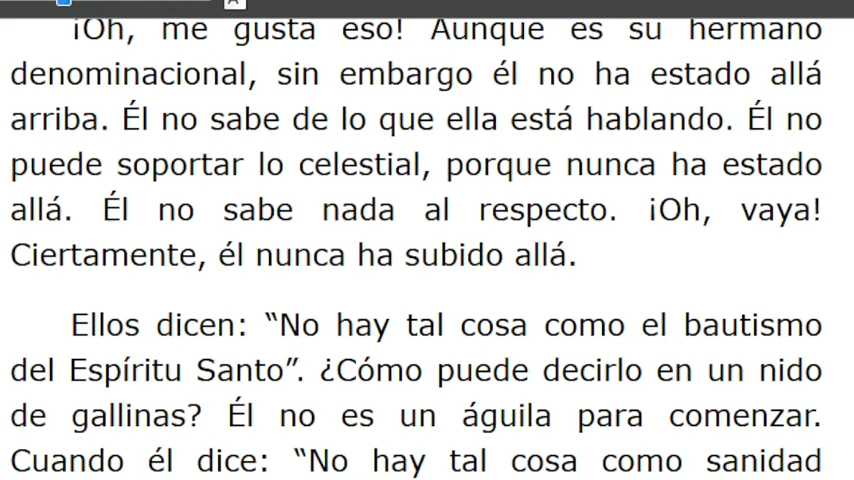 ¡Oh, me gusta eso! Aunque es su hermano
denominacional, sin embargo él no ha estado allá
arriba. Él no sabe de lo que ella está hablando. Él no
puede soportar lo celestial, porque nunca ha estado
allá. Él no sabe nada al respecto. ¡Oh, vaya!
Ciertamente, él nunca ha subido allá.
Ellos dicen: “No hay tal cosa como el bautismo
del Espíritu Santo”. ¿Cómo puede decirlo en un nido
de gallinas? Él no es un águila para comenzar.
Cuando él dice: “No hay tal cosa como sanidad